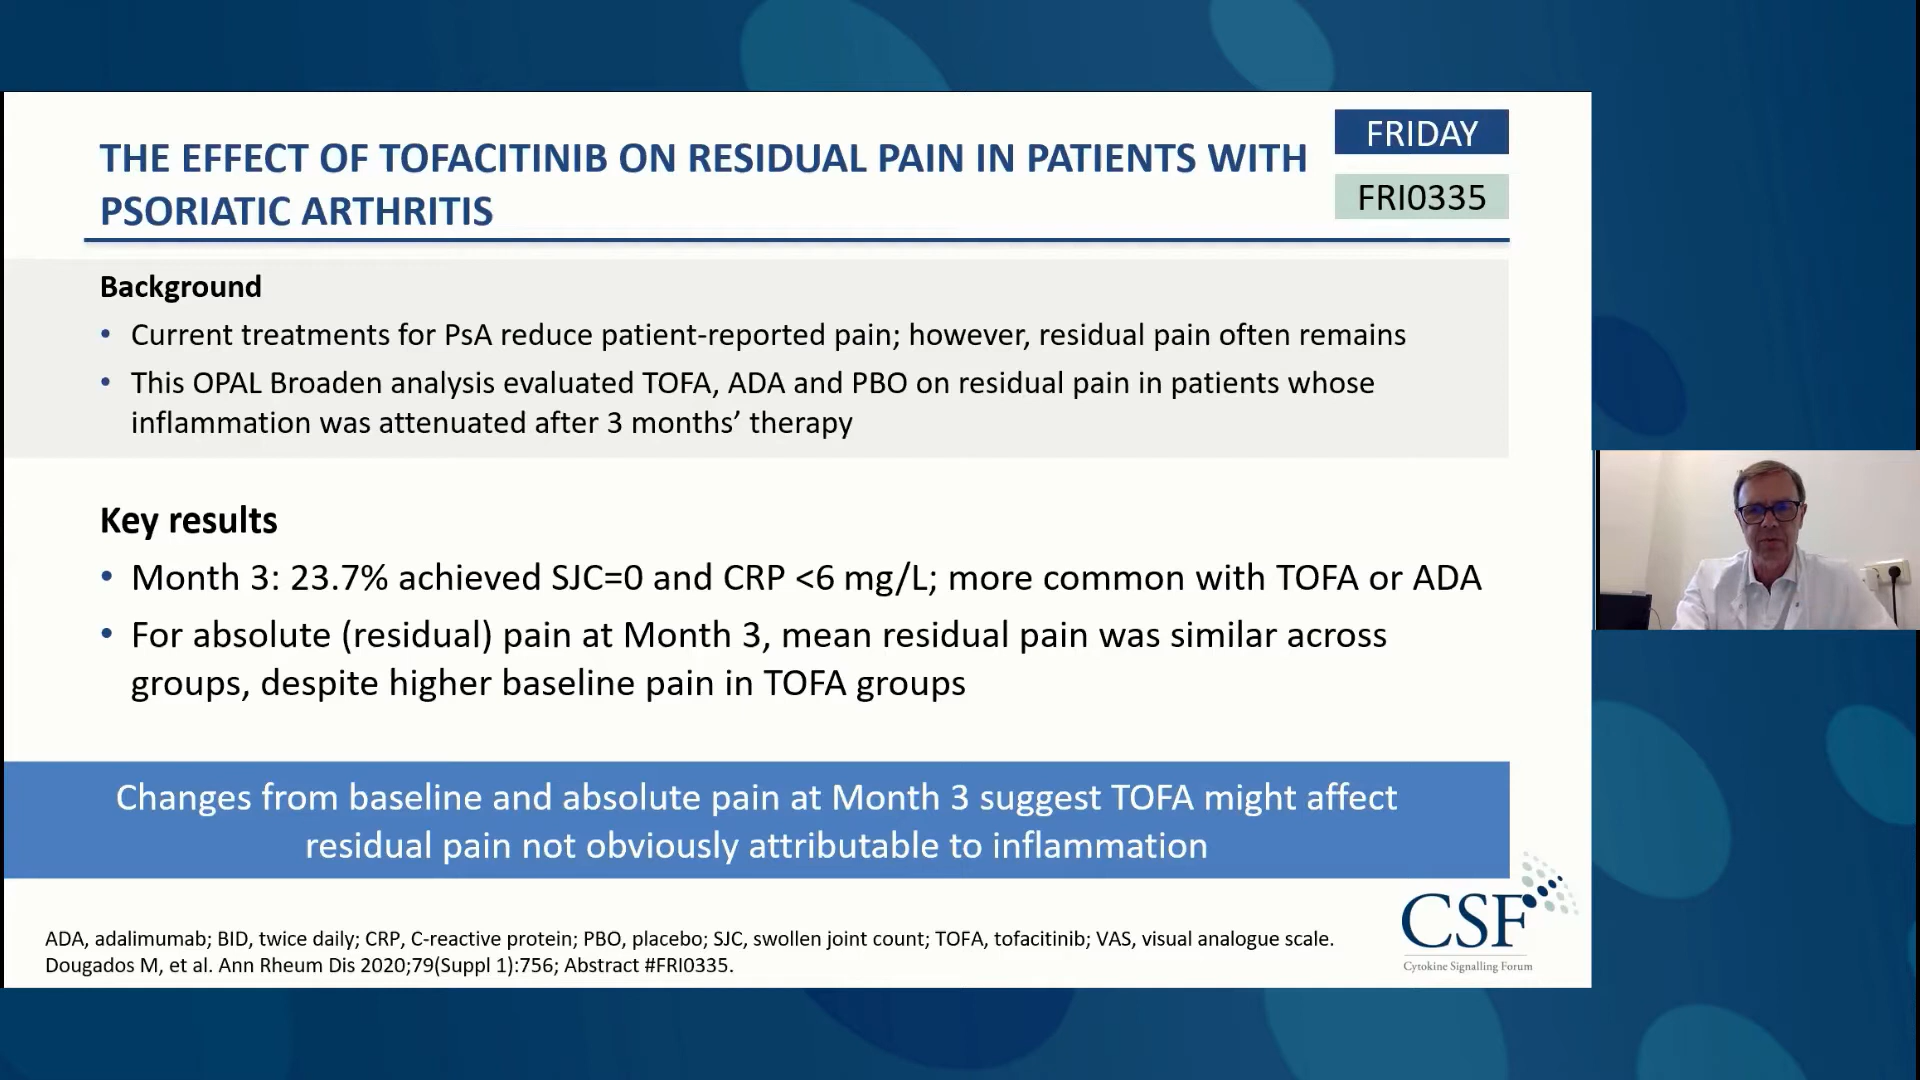 THE EFFECT OF TOFACITINIB ON RESIDUAL PAIN IN PATIENTS WITH
PSORIATIC ARTHRITIS
FRIDAY
FRI0335
Background
• Current treatments for PsA reduce patient-reported pain; however, residual pain often remains
• This OPAL Broaden analysis evaluated TOFA, ADA and PBO on residual pain in patients whose
inflammation was attenuated after 3 months’ therapy
Key results
• Month 3: 23.7% achieved SJC=0 and CRP <6 mg/L; more common with TOFA or ADA
• For absolute (residual) pain at Month 3, mean residual pain was similar across
groups, despite higher baseline pain in TOFA groups
Changes from baseline and absolute pain at Month 3 suggest TOFA might affect
residual pain not obviously attributable to inflammation
ADA, adalimumab; BID, twice daily; CRP, C-reactive protein; PBO, placebo; SJC, swollen joint count; TOFA, tofacitinib; VAS, visual analogue scale.
Dougados M, et al. Ann Rheum Dis 2020;79(Suppl 1):756; Abstract #FRI0335.
CSF
Cytokine Signalling Forum